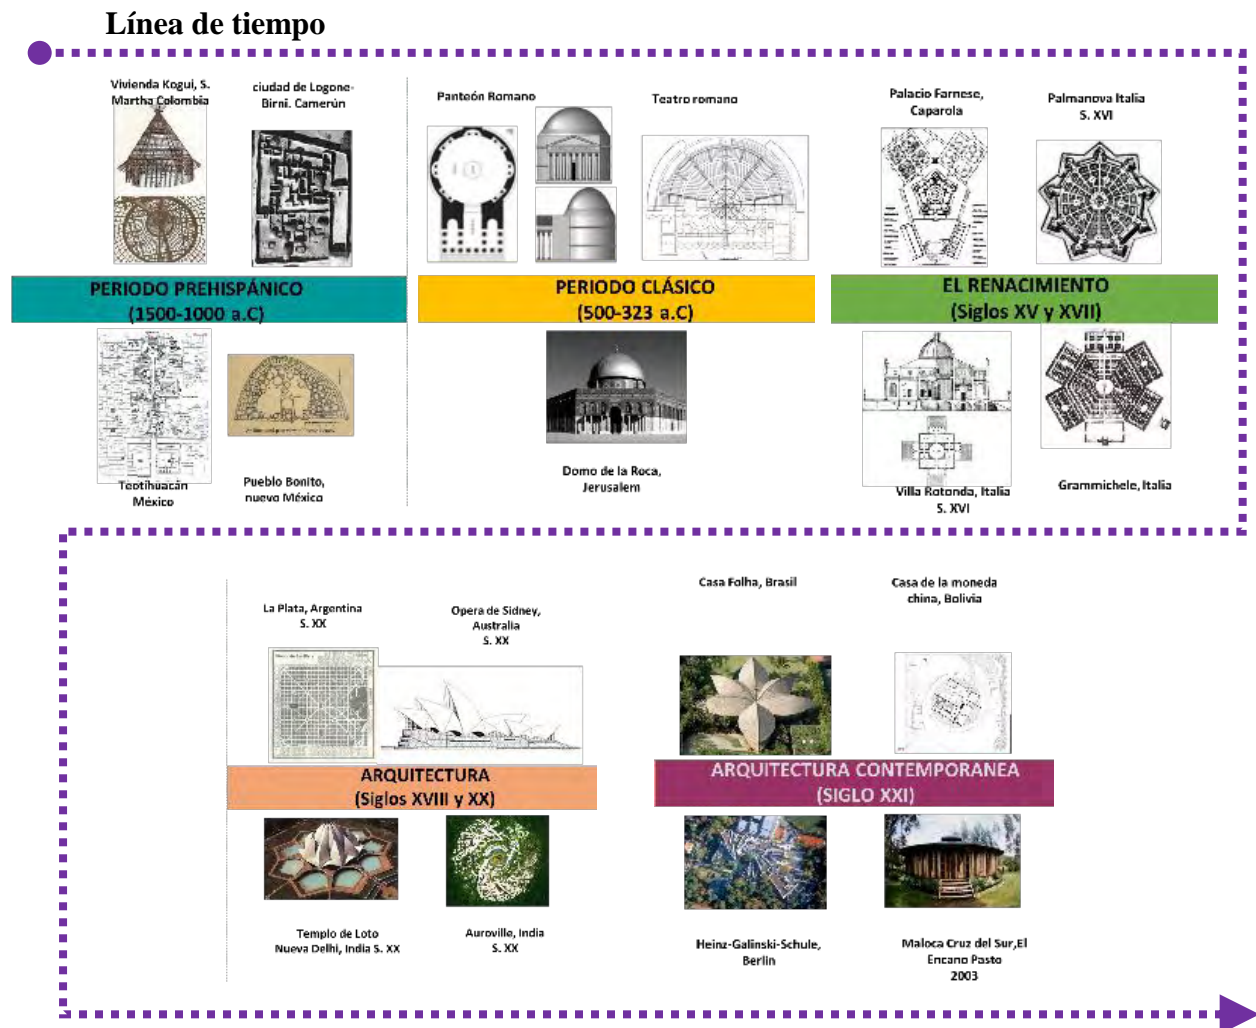 Línea de tiempo
Vivienda Kogui, S.
Martha Colombia
ciudad de Logone-
Birni. Camerún
Panteón Romano
Teatro romano
Palacio Farnese,
Caparola
Palmanova Italia
S. XVI
PERIODO PREHISPÁNICO
(1500-1000 a.C)
PERIODO CLÁSICO
(500-323 a.C)
EL RENACIMIENTO
(Siglos XV y XVII)
Teotihuacán
México
Pueblo Bonito,
nuevo México
Domo de la Roca,
Jerusalem
Villa Rotonda, Italia
S. XVI
Grammichele, Italia
La Plata, Argentina
S. XX
Opera de Sidney,
Australia
S. XX
Casa Folha, Brasil
Casa de la moneda
china, Bolivia
ARQUITECTURA
(Siglos XVIII y XX)
ARQUITECTURA CONTEMPORANEA
(SIGLO XXI)
Templo de Loto
Nueva Delhi, India S. XX
Auroville, India
S. XX
Heinz-Galinski-Schule,
Berlin
Maloca Cruz del Sur,El
Encano Pasto
2003